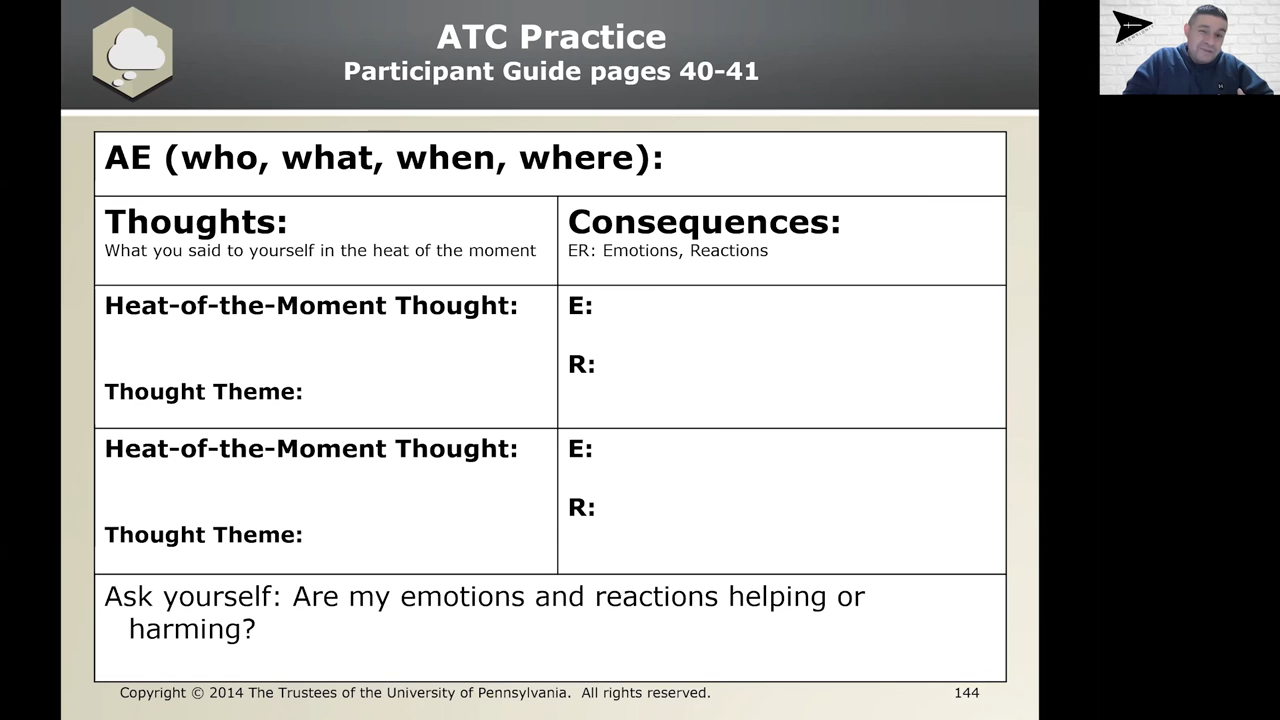 ATC Practice
Participant Guide pages 40-41
AE (who, what, when, where):
Thoughts:
What you said to yourself in the heat of the moment
Consequences:
ER: Emotions, Reactions
Heat-of-the-Moment Thought:
Thought Theme:
E:
R:
Heat-of-the-Moment Thought:
Thought Theme:
E:
R:
Ask yourself: Are my emotions and reactions helping or
harming?
Copyright © 2014 The Trustees of the University of Pennsylvania. All rights reserved.
144